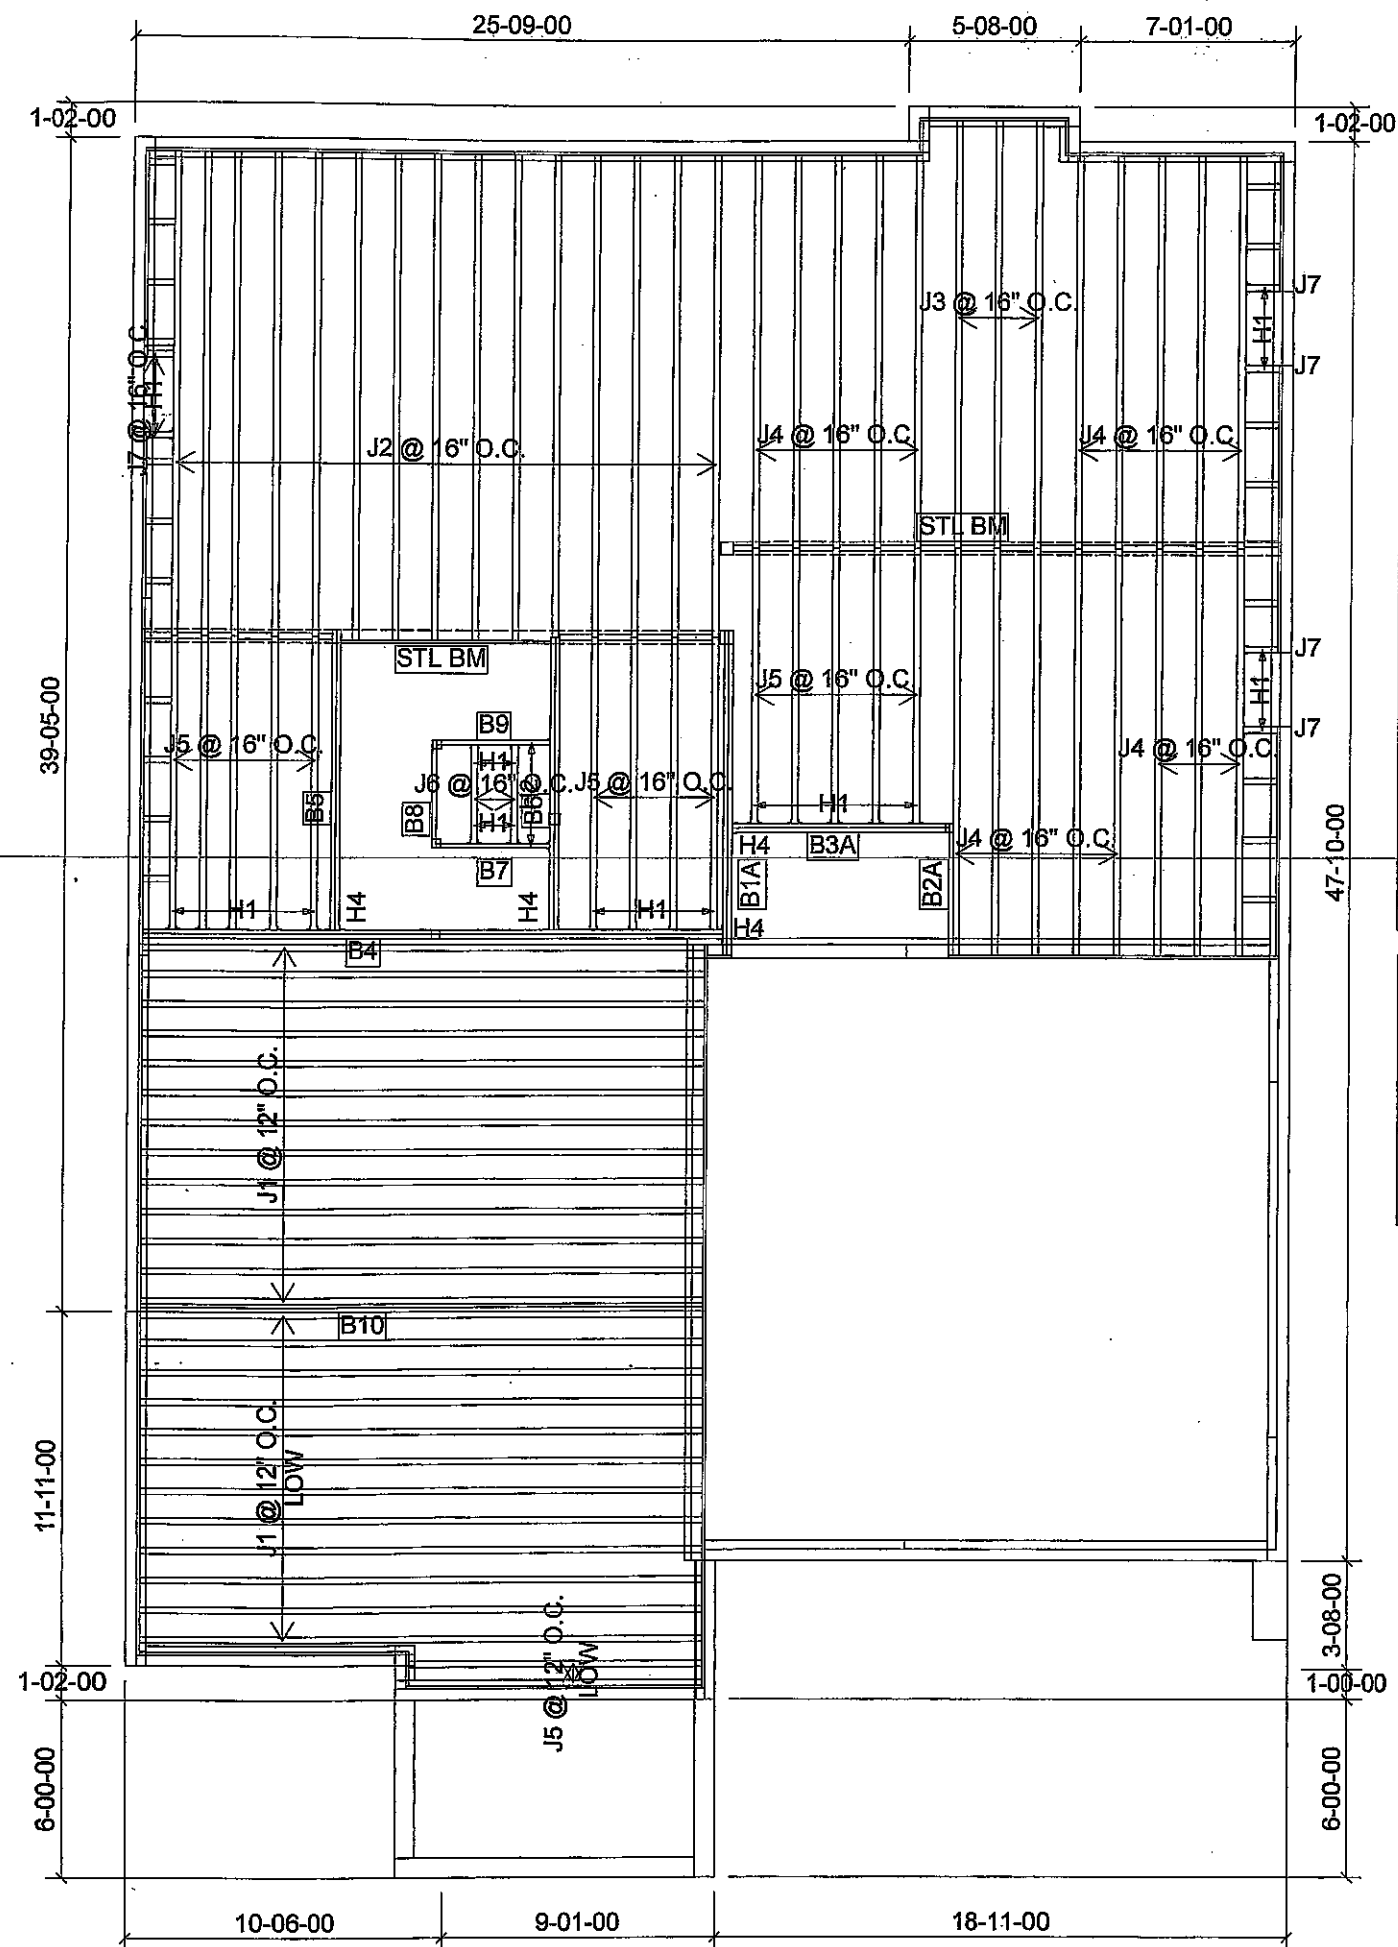 25-09-00
5-08-00
7-01-00
1-02-00
1-02-00
J7
J3 @ 16" O.C.
H1
J7
J7 @ 16" O.C.
H1
J2 @ 16" O.C.
J4 @ 16" O.C.
J4 @ 16" O.C.
STL BM
STL BM
J7
H1
J7
39-05-00
J5 @ 16" O.C.
B9
J5 @ 16" O.C.
H1
J6 @ 16" O.C.
J5 @ 16" O.C.
J4 @ 16" O.C.
B5
B8
H1
H1
B7
H4
B3A
J4 @ 16" O.C.
B1A
B2A
47-10-00
H1
H4
H4
H1
H4
B4
J1 @ 12" O.C.
B10
J1 @ 12" O.C.
LOW
11-11-00
J5 @ 12" O.C.
LOW
3-08-00
1-02-00
1-00-00
6-00-00
6-00-00
10-06-00
9-01-00
18-11-00